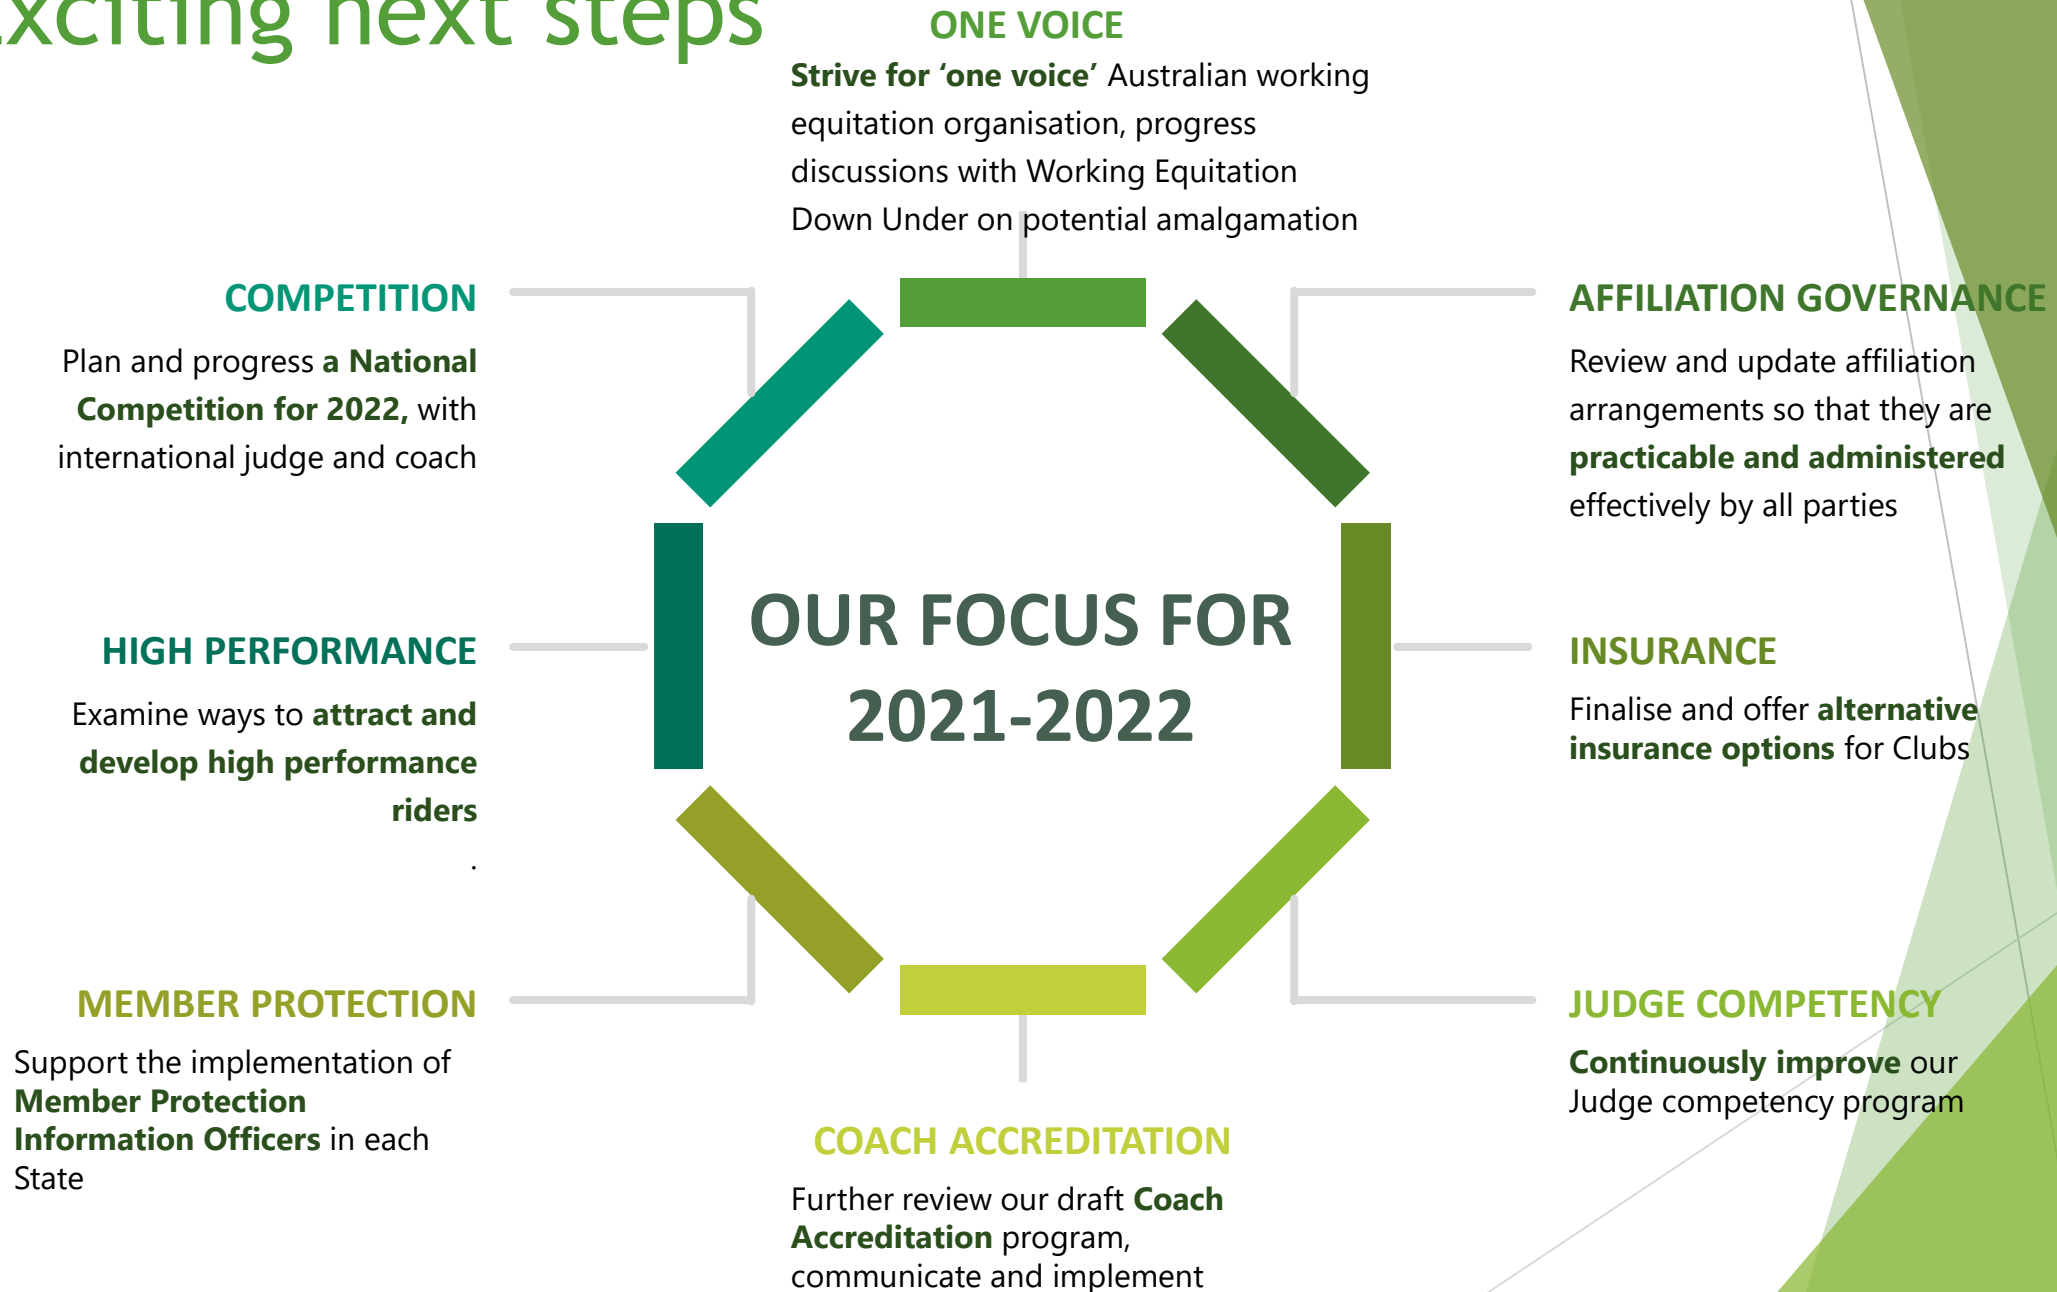 xciting next steps
ONE VOICE
Strive for ‘one voice’ Australian working
equitation organisation, progress
discussions with Working Equitation
Down Under on potential amalgamation
COMPETITION
Plan and progress a National
Competition for 2022, with
international judge and coach
AFFILIATION GOVERNANCE
Review and update affiliation
arrangements so that they are
practicable and administered
effectively by all parties
OUR FOCUS FOR
2021-2022
HIGH PERFORMANCE
Examine ways to attract and
develop high performance
riders
.
INSURANCE
Finalise and offer alternative
insurance options for Clubs
MEMBER PROTECTION
Support the implementation of
Member Protection
Information Officers in each
State
JUDGE COMPETENCY
Continuously improve our
Judge competency program
COACH ACCREDITATION
Further review our draft Coach
Accreditation program,
communicate and implement